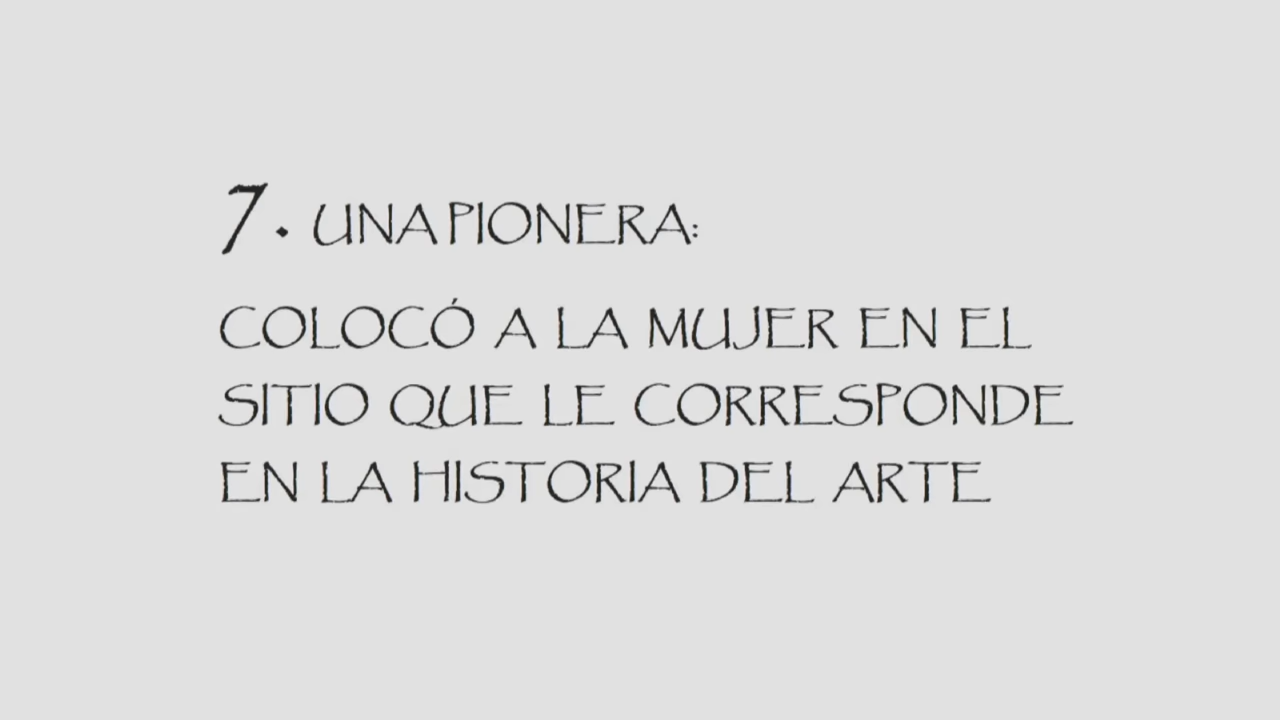 7. UNA PIONERA:
COLOCÓ A LA MUJER EN EL
SITIO QUE LE CORRESPONDE
EN LA HISTORIA DEL ARTE